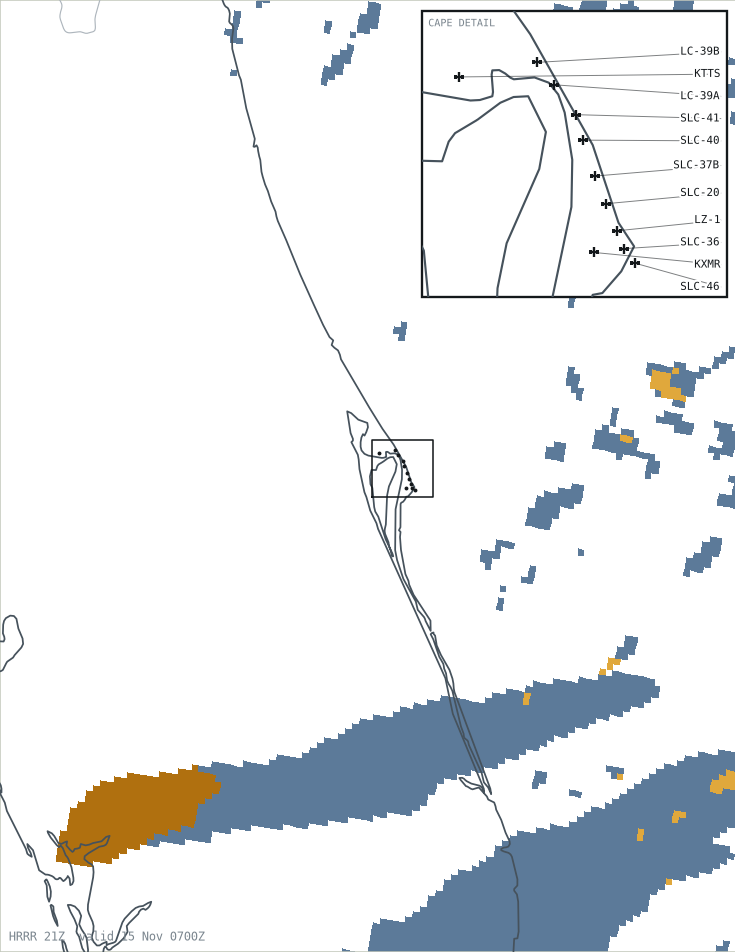 CAPE DETAIL
LC-39B
KTTS
LC-39A
SLC-41
SLC-40
SLC-37B
SLC-20
LZ-1
SLC-36
KXMR
SLC-46
HRRR 21Z valid 15 Nov 0700Z